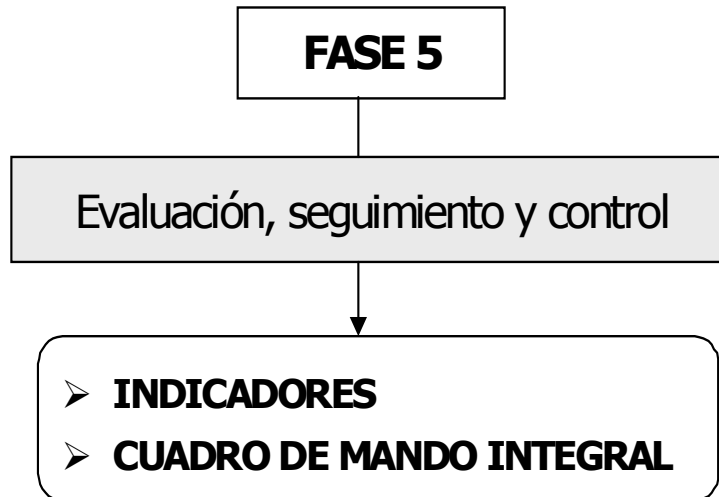 FASE 5
Evaluación, seguimiento y control
➢ INDICADORES
➢ CUADRO DE MANDO INTEGRAL